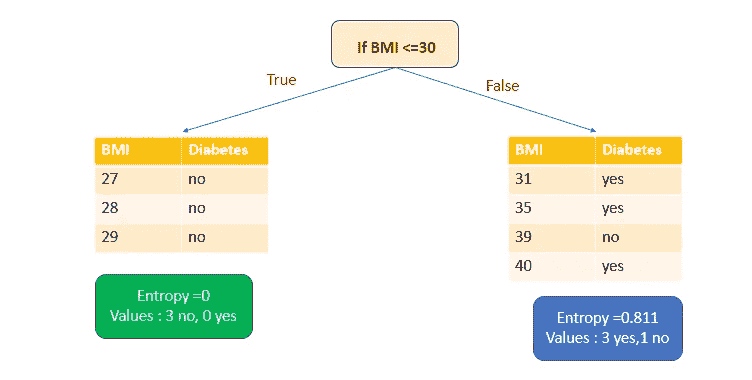 If BMI <=30
True
False
BMI Diabetes
27 no
28 no
29 no
BMI Diabetes
31 yes
35 yes
39 no
40 yes
Entropy =0
Values : 3 no, 0 yes
Entropy =0.811
Values : 3 yes,1 no